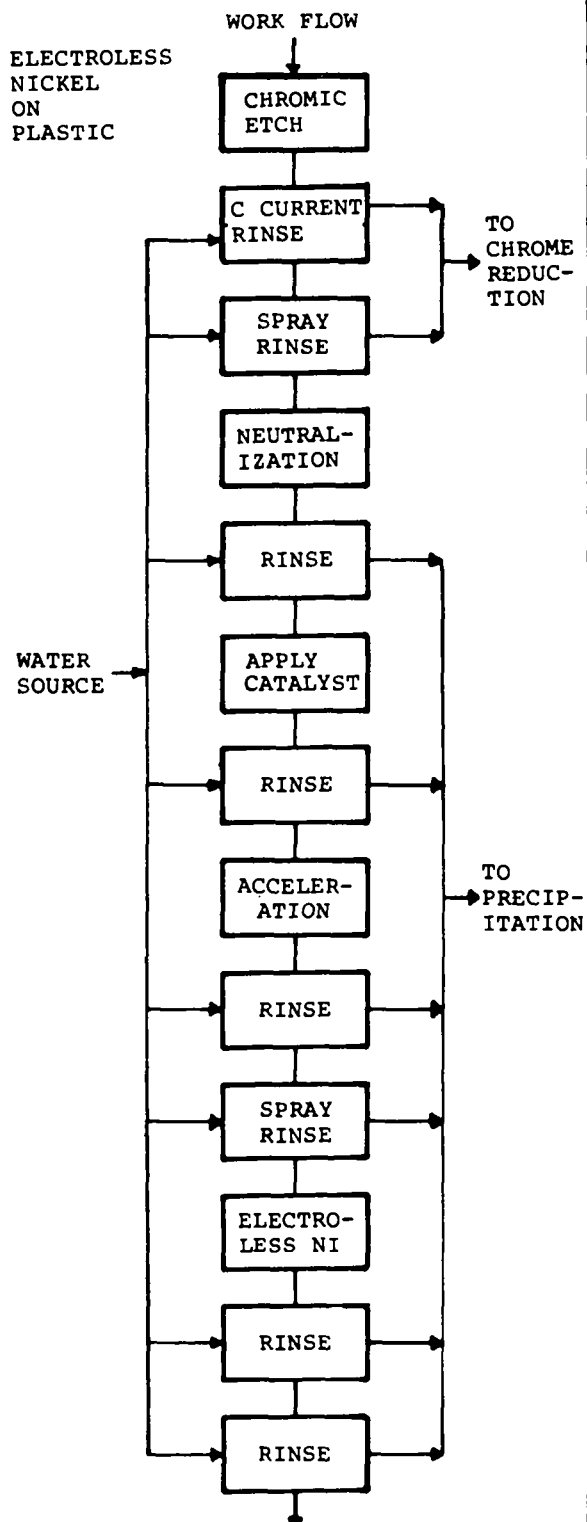 WORK FLOW
ELECTROLESS
NICKEL
ON
PLASTIC
CHROMIC
ETCH
C CURRENT
RINSE
TO
CHROME
REDUC-
TION
SPRAY
RINSE
NEUTRAL-
IZATION
RINSE
WATER
SOURCE
APPLY
CATALYST
RINSE
ACCELER-
ATION
TO
PRECIP-
ITATION
RINSE
SPRAY
RINSE
ELECTRO-
LESS NI
RINSE
RINSE